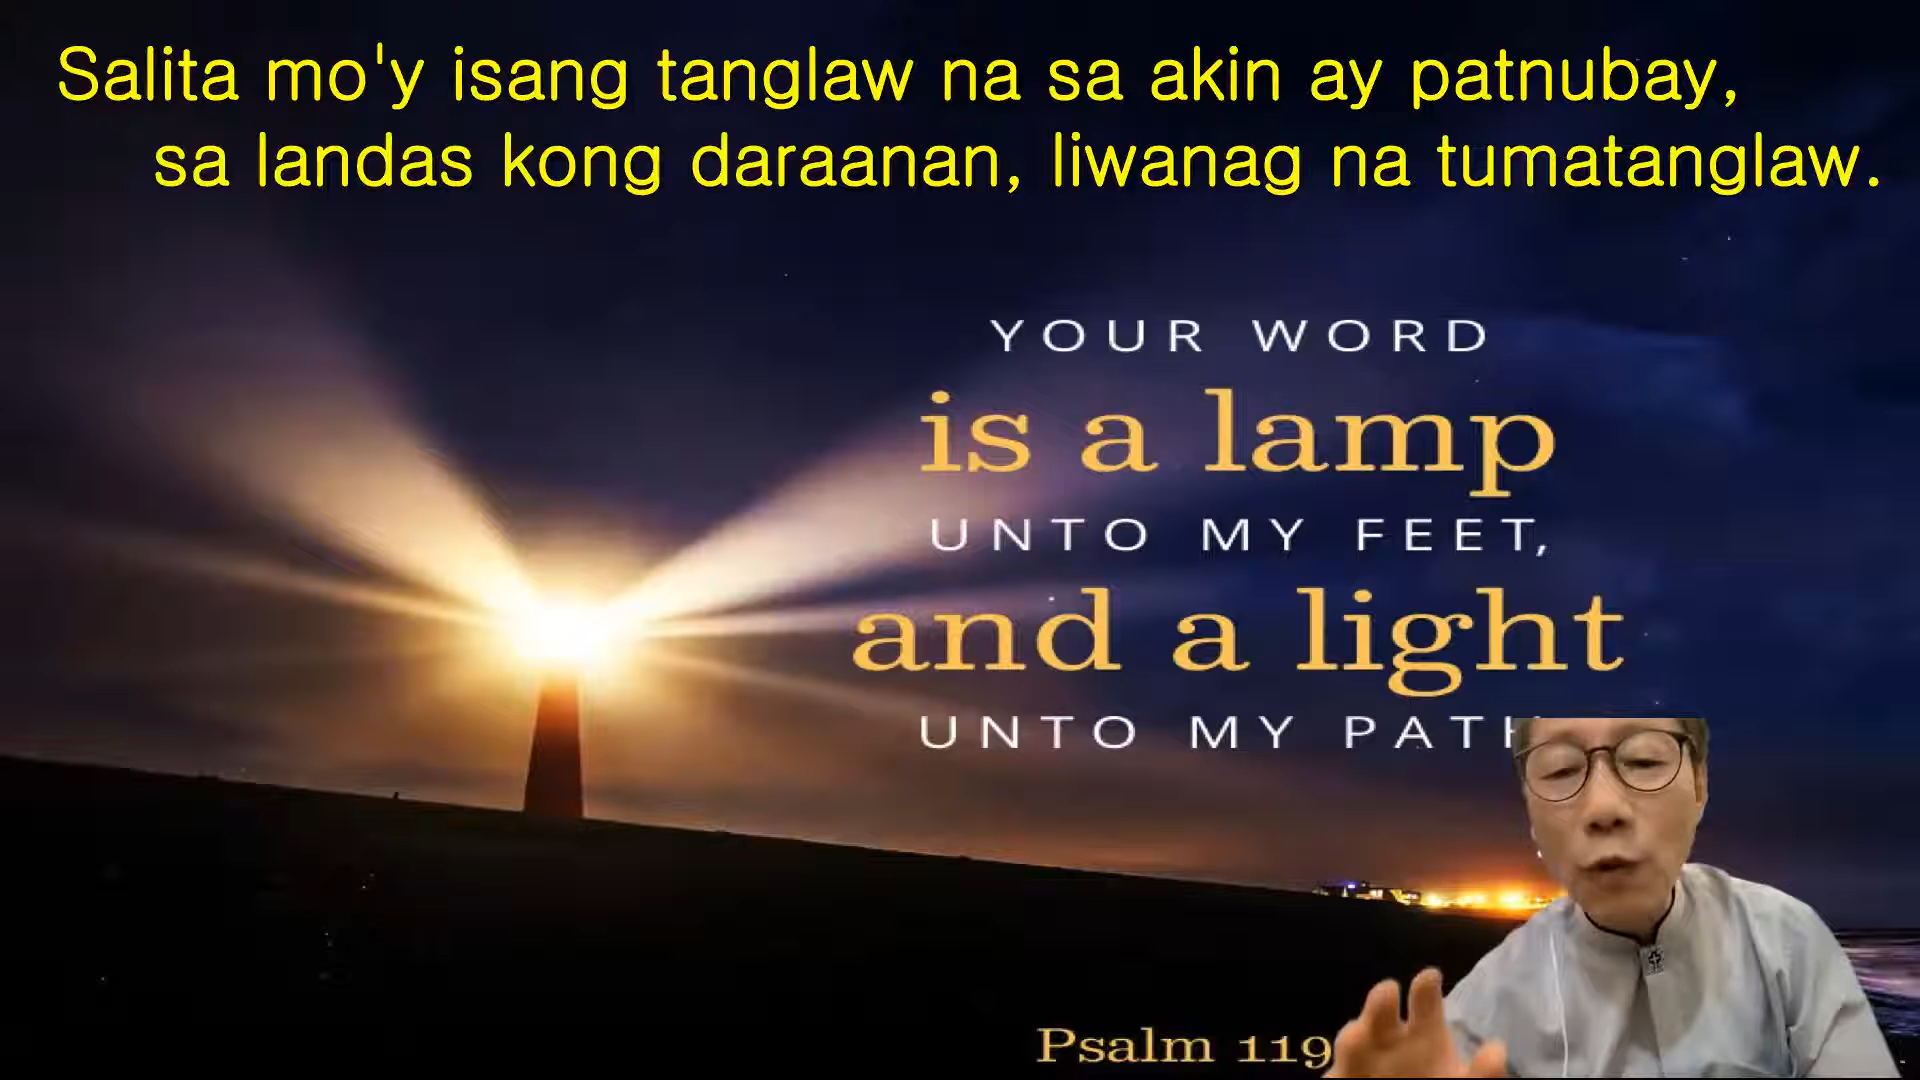 Salita mo'y isang tanglaw na sa akin ay patnubay,
sa landas kong daraanan, liwanag na tumatanglaw.
YOUR WORD
is a lamp
UNTO MY FEET,
and a light
UNTO MY
Psalm 119